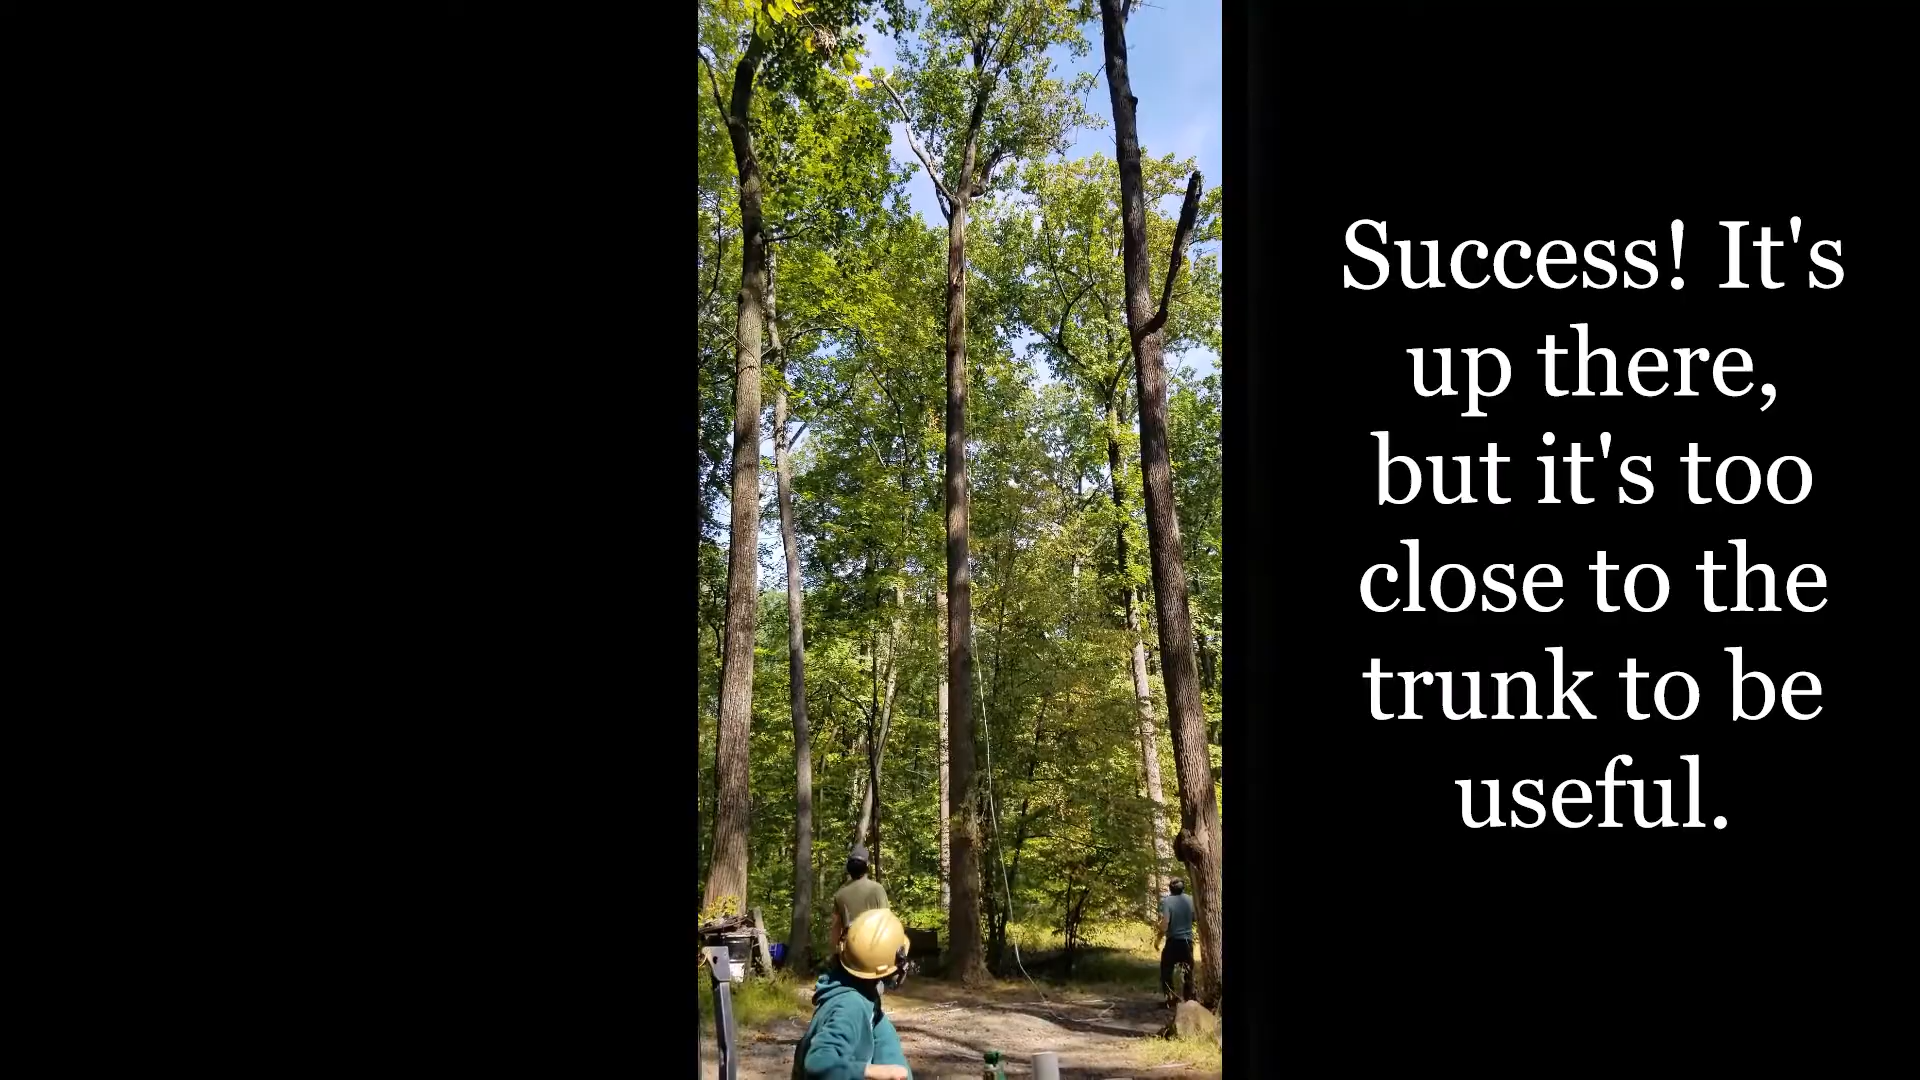 Success! It's
up there,
but it's too
close to the
trunk to be
useful.